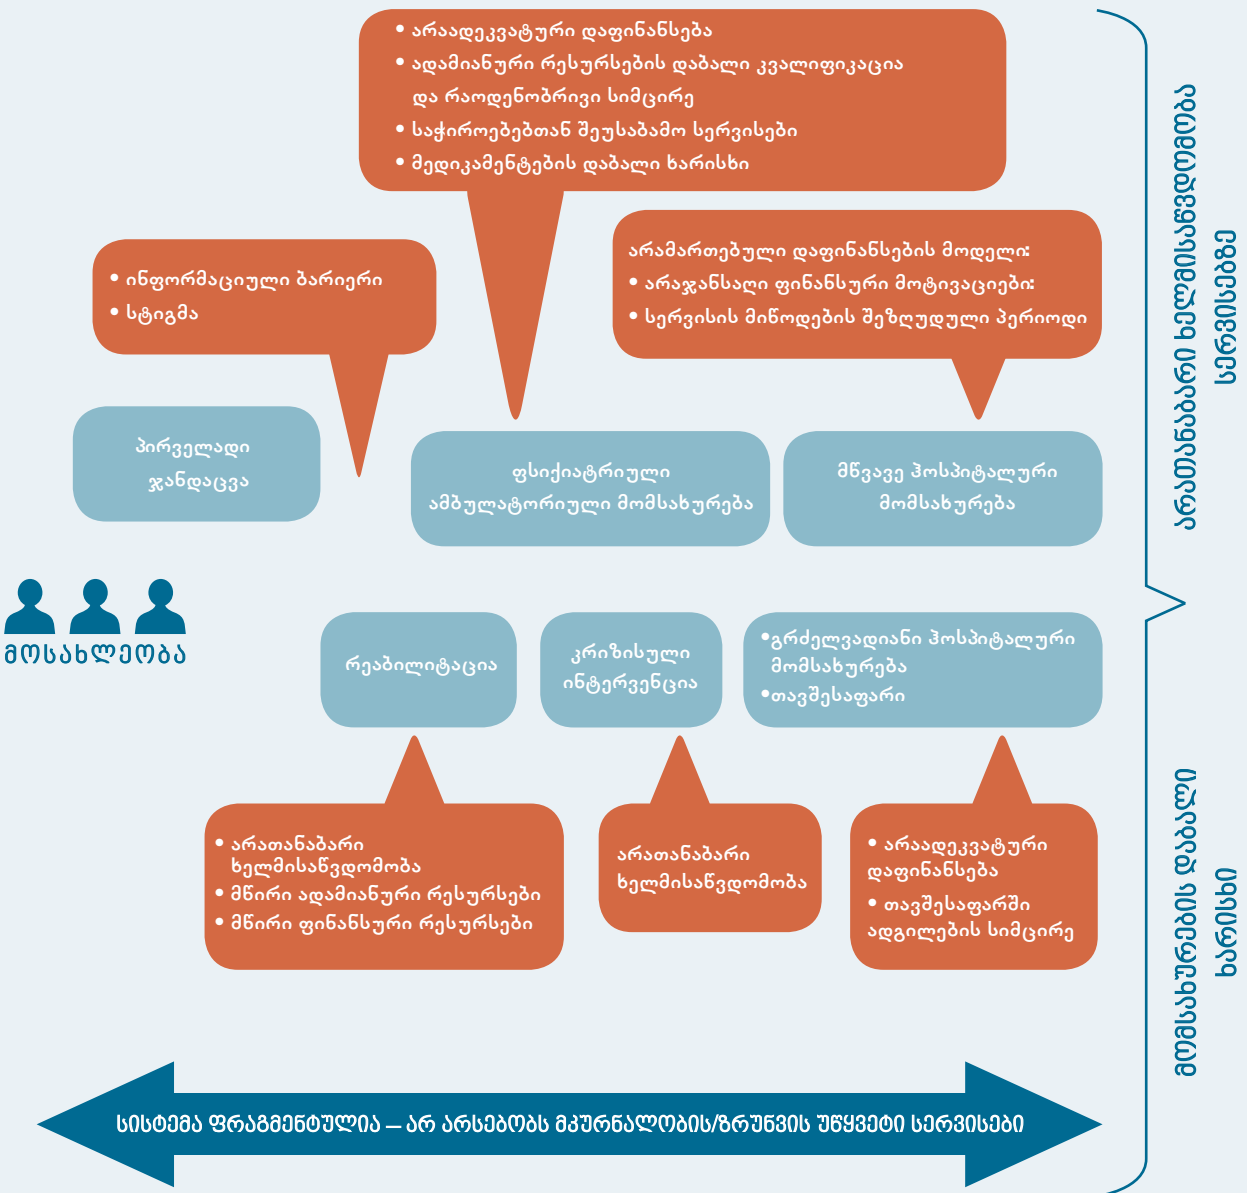 • არაადეკვატური დაფინანსება
• ადამიანური რესურსების დაბალი კვალიფიკაცია
და რაოდენობრივი სიმცირე
• საჭიროებებთან შეუსაბამო სერვისები
• მედიკამენტების დაბალი ხარისხი
• ინფორმაციული ბარიერი
• სტიგმა
არამართებული დაფინანსების მოდელი:
• არაჯანსაღი ფინანსური მოტივაციები:
• სერვისის მიწოდების შეზღუდული პერიოდი
პირველადი
ჯანდაცვა
ფსიქიატრიული
ამბულატორიული მომსახურება
მწვავე ჰოსპიტალური
მომსახურება
მოსახლეობა
რეაბილიტაცია
კრიზისული
ინტერვენცია
•გრძელვადიანი ჰოსპიტალური
მომსახურება
•თავშესაფარი
• არათანაბარი
ხელმისაწვდომობა
• მწირი ადამიანური რესურსები
• მწირი ფინანსური რესურსები
არათანაბარი
ხელმისაწვდომობა
• არაადეკვატური
დაფინანსება
• თავშესაფარში
ადგილების სიმცირე
არათანაბარი ხელმისაწვდომობა
სერვისებზე
მომსახურების დაბალი
ხარისხი
სისტემა ფრაგმენტულია – არ არსებობს მკურნალობის/ზრუნვის უწყვეტი სერვისები